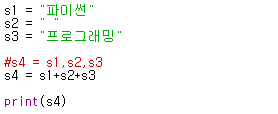 s1 = "파이썬"
s2 = " "
s3 = "프로그래밍"
#s4 = s1,s2,s3
s4 = s1+s2+s3
print(s4)